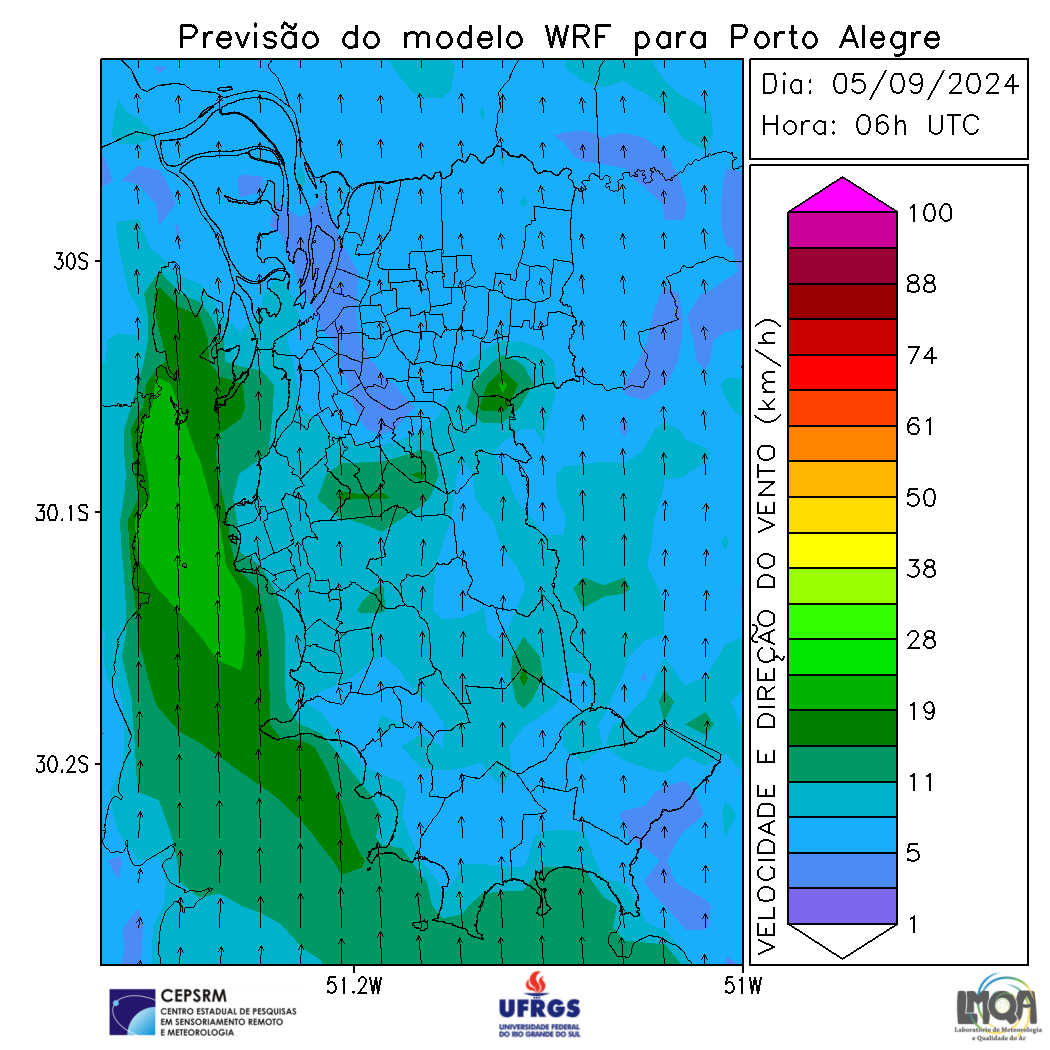 Previsão do modelo WRF para Porto Alegre
Dia: 05/09/2024
Hora: 06h UTC
30S
30.1S
30.2S
51.2W
51W
VELOCIDADE E DIREÇÃO DO VENTO (km/h)
100
88
74
61
50
38
28
19
11
5
1
CEPSRM
CENTRO ESTADUAL DE PESQUISAS
EM SENSORIAMENTO REMOTO
E METEOROLOGIA
UFRGS
UNIVERSIDADE FEDERAL
DO RIO GRANDE DO SUL
LMQA
Laboratório de Meteorologia
e Qualidade do Ar